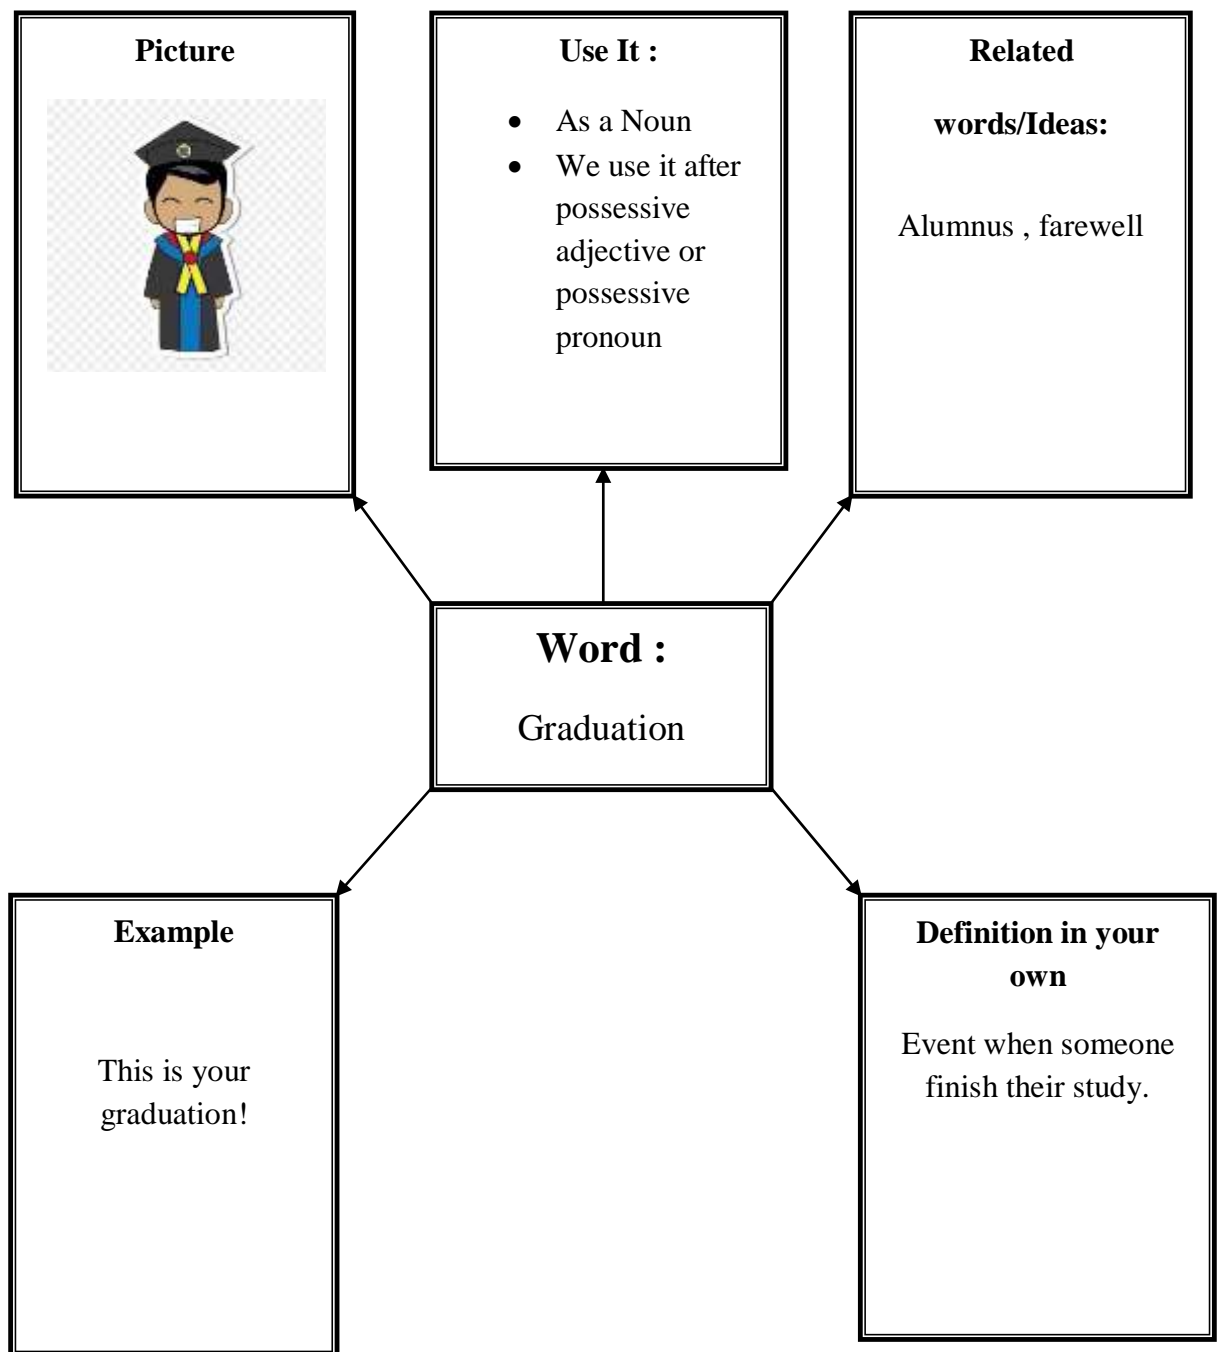 Picture
Use It :
• As a Noun
• We use it after
possessive
adjective or
possessive
pronoun
Related
words/Ideas:
Alumnus , farewell
Word :
Graduation
Example
This is your
graduation!
Definition in your
own
Event when someone
finish their study.